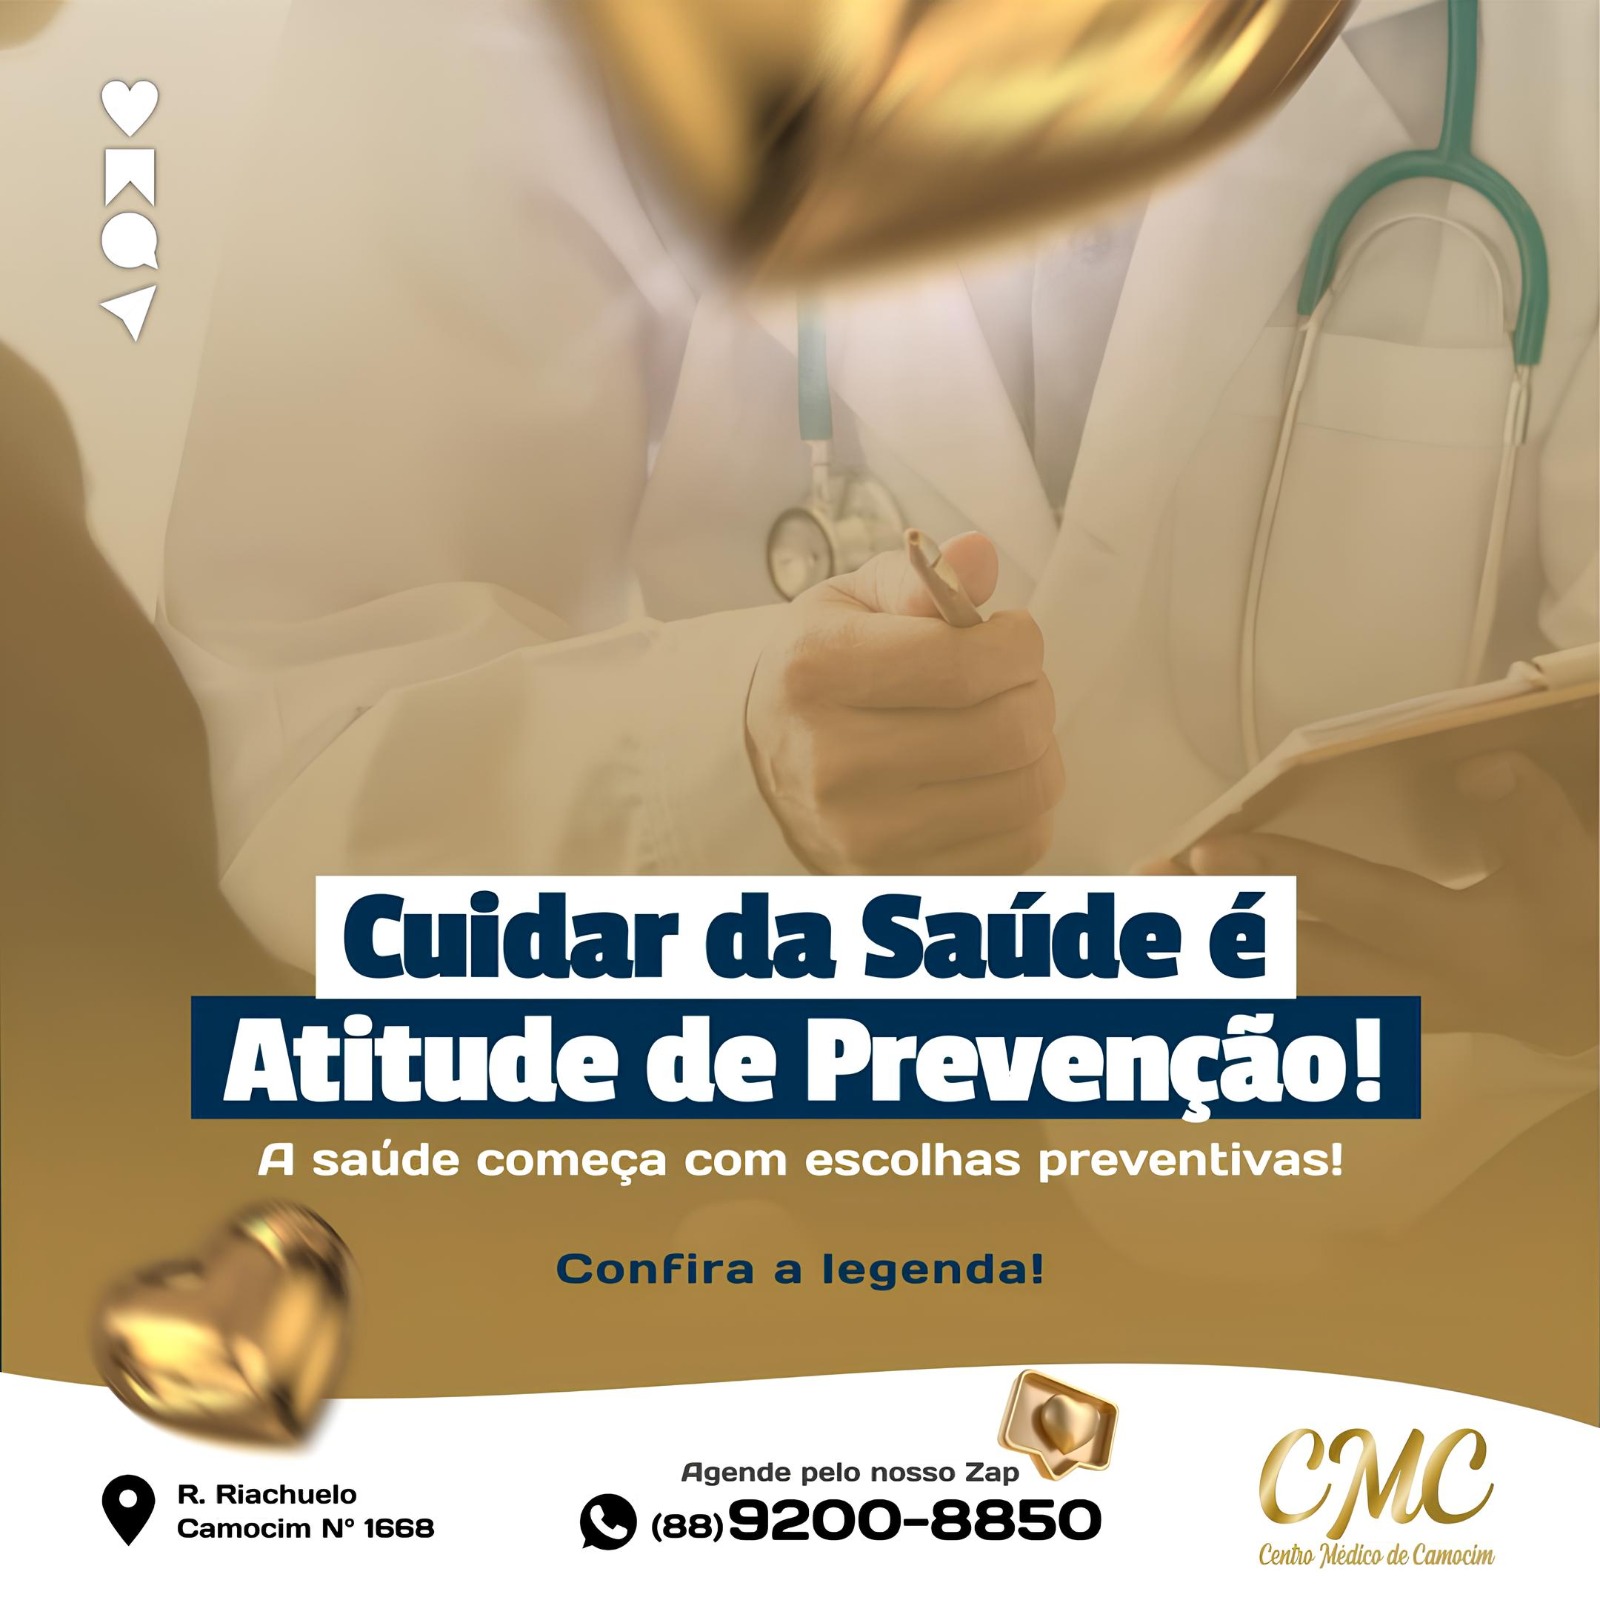 Cuidar da Saúde é
Atitude de Prevenção!
A saúde começa com escolhas preventivas!
Confira a legenda!
R. Riachuelo
Camocim Nº 1668
Agende pelo nosso Zap
(88) 9200-8850
CMC
Centro Médico de Camocim